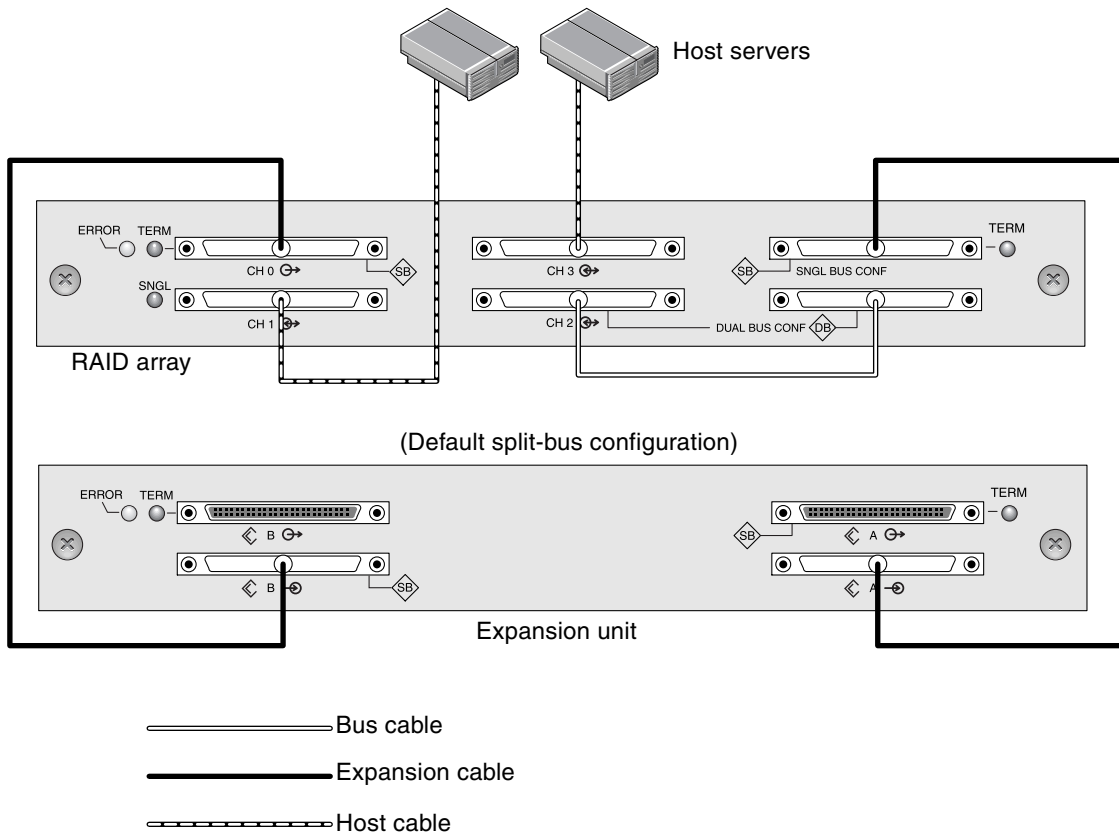 Host servers
ERROR TERM
CH 0
SB
CH 3
SB
SNGL BUS CONF
TERM
SNGL
CH 1
CH 2
DUAL BUS CONF
DB
RAID array
(Default split-bus configuration)
ERROR TERM
B
SB
A
TERM
B
SB
A
Expansion unit
Bus cable
Expansion cable
Host cable